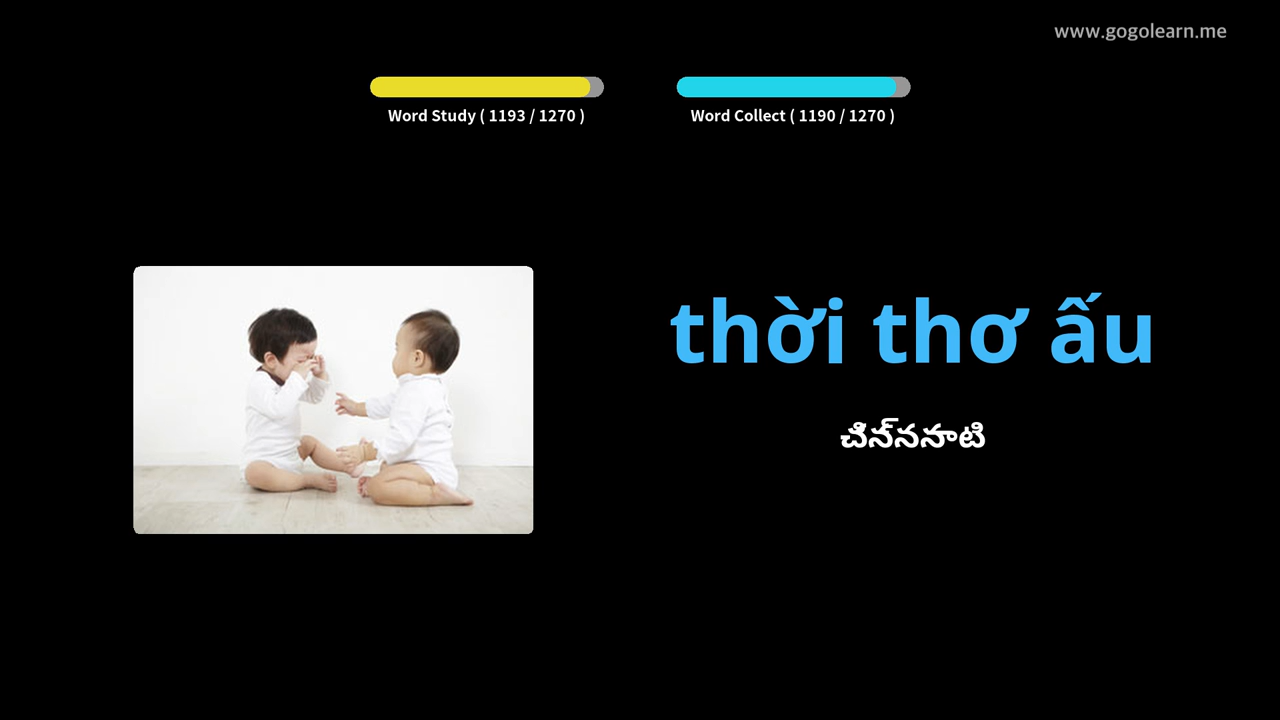 www.gogolearn.me
Word Study ( 1193 / 1270 )
Word Collect ( 1190 / 1270 )
thời thơ ấu
చిన్ననాటి